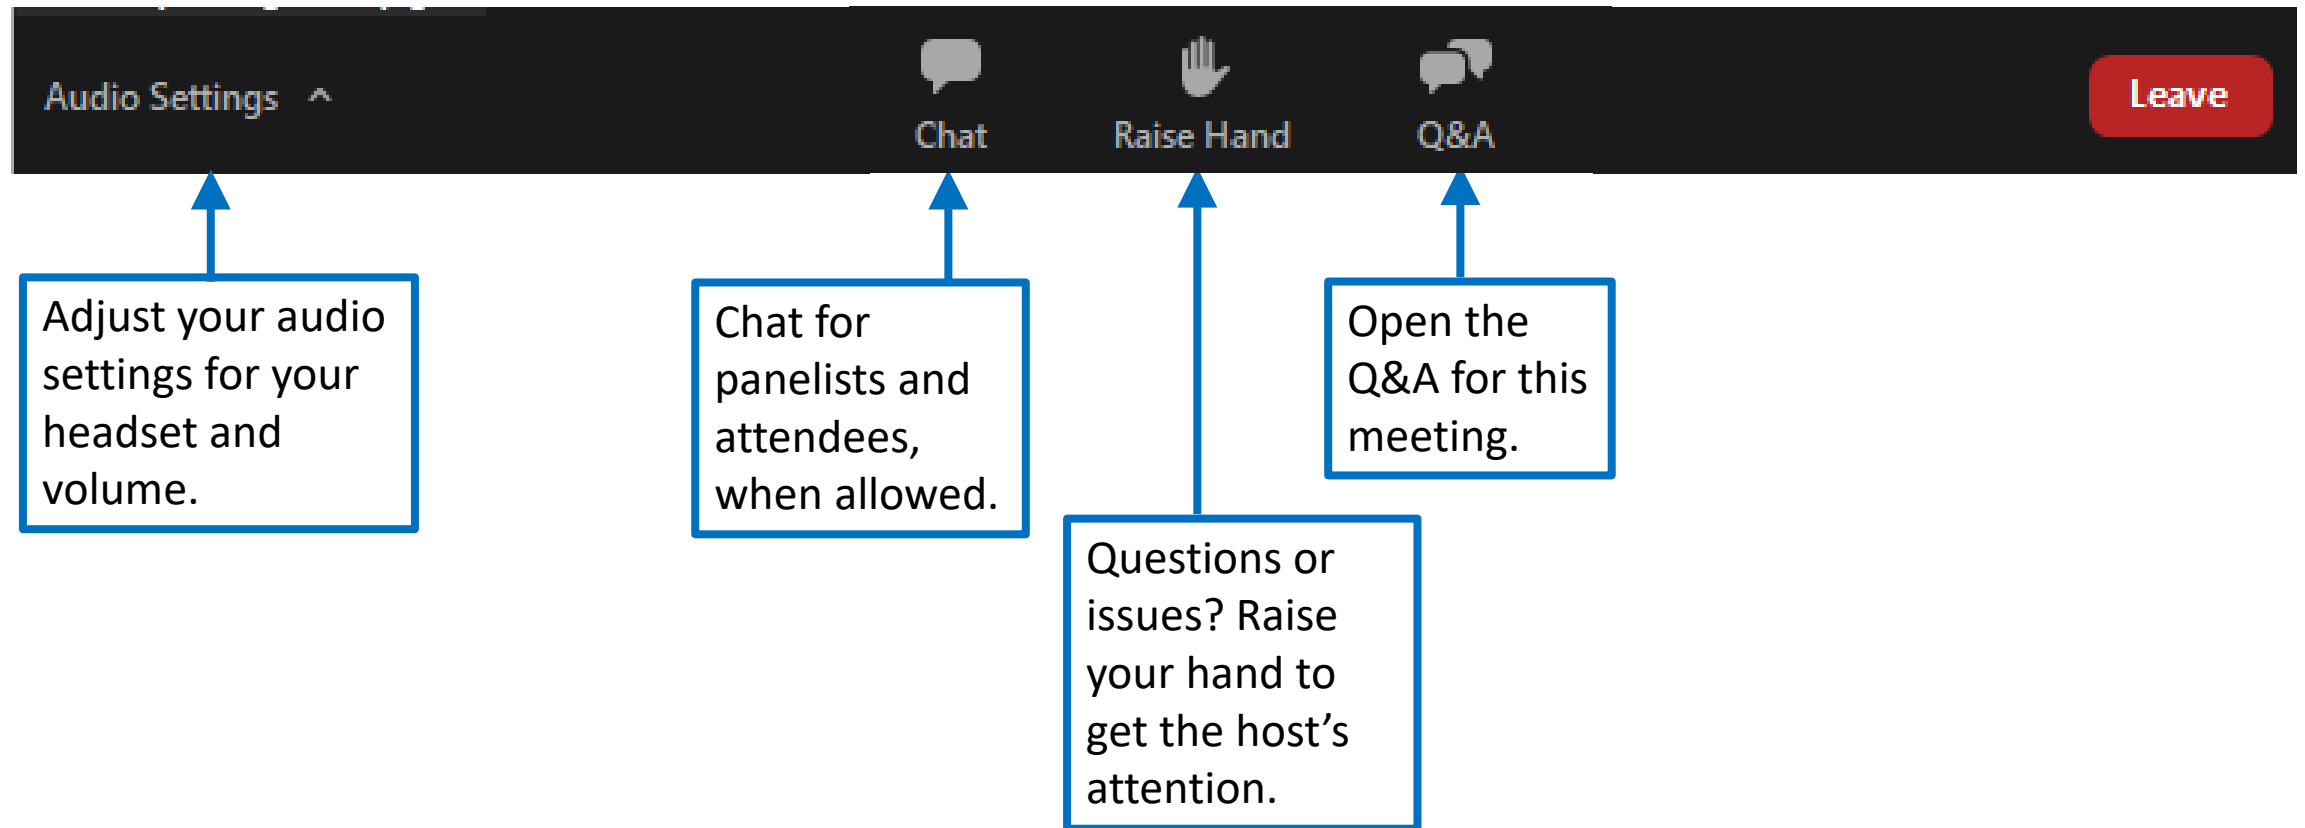 Audio Settings
Chat
Raise Hand
Q&A
Leave
Adjust your audio
settings for your
headset and
volume.
Chat for
panelists and
attendees,
when allowed.
Questions or
issues? Raise
your hand to
get the host’s
attention.
Open the
Q&A for this
meeting.